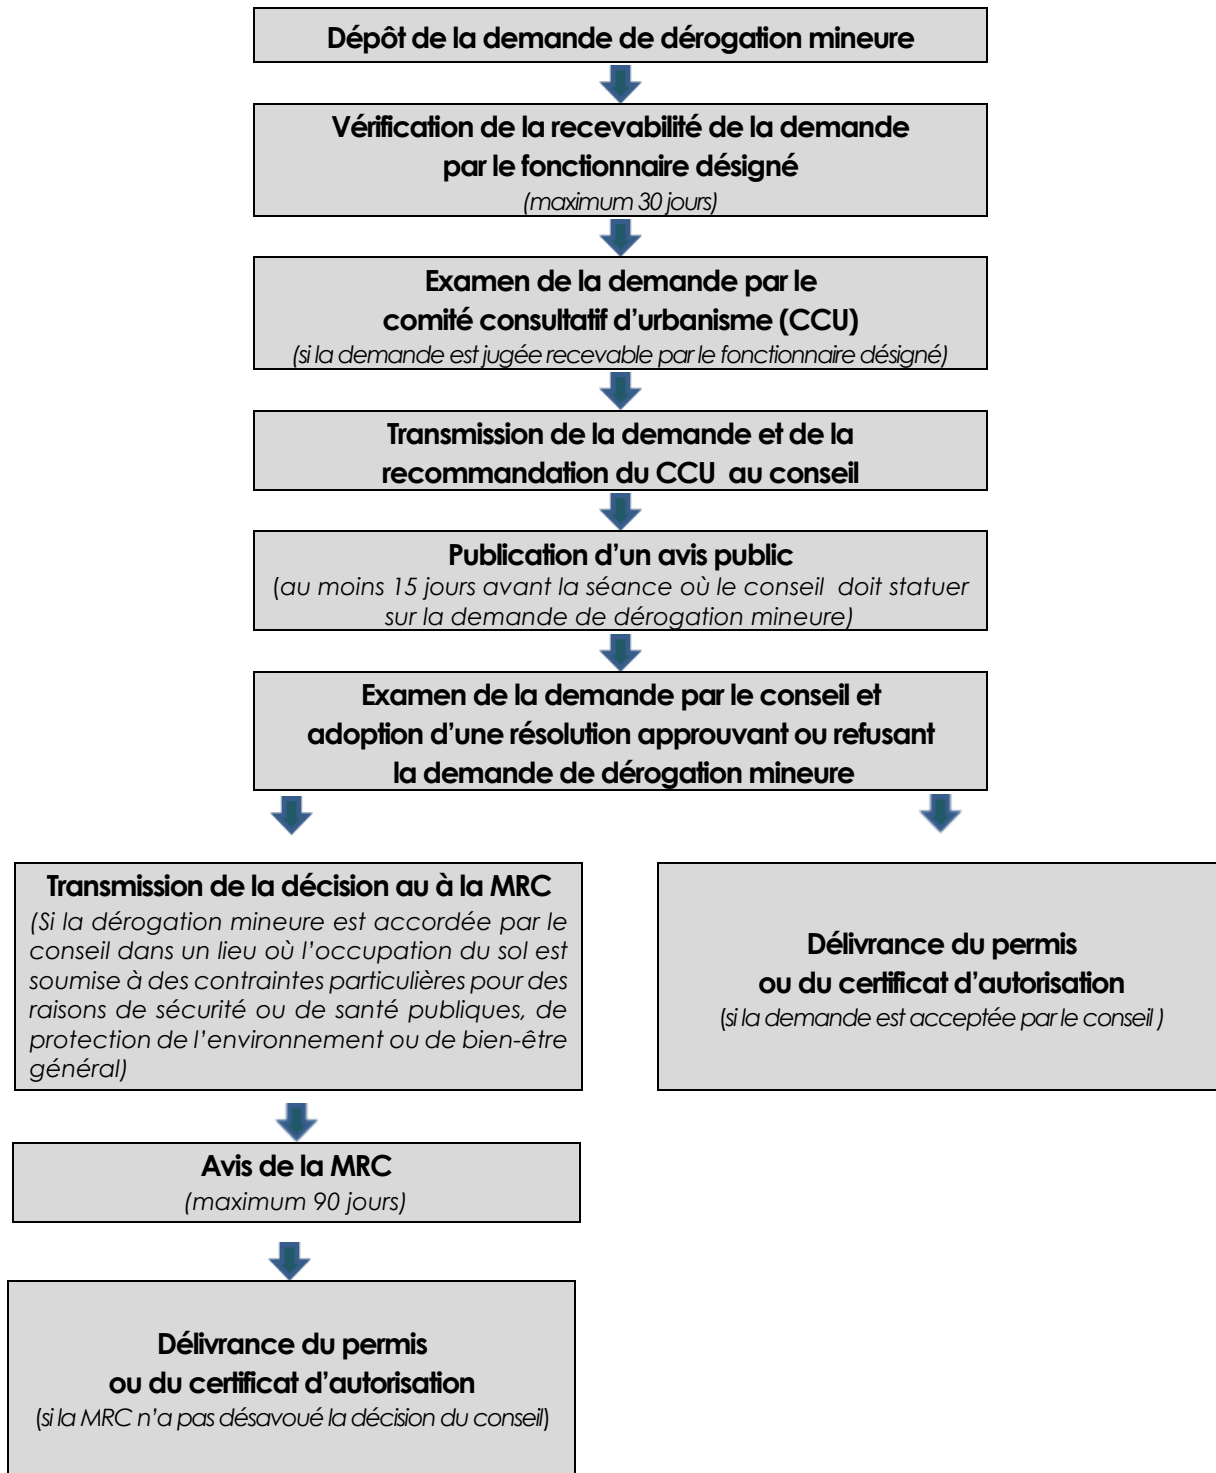 Dépôt de la demande de dérogation mineure
Vérification de la recevabilité de la demande
par le fonctionnaire désigné
(maximum 30 jours)
Examen de la demande par le
comité consultatif d’urbanisme (CCU)
(si la demande est jugée recevable par le fonctionnaire désigné)
Transmission de la demande et de la
recommandation du CCU au conseil
Publication d’un avis public
(au moins 15 jours avant la séance où le conseil doit statuer
sur la demande de dérogation mineure)
Examen de la demande par le conseil et
adoption d’une résolution approuvant ou refusant
la demande de dérogation mineure
Transmission de la décision au à la MRC
(Si la dérogation mineure est accordée par le
conseil dans un lieu où l’occupation du sol est
soumise à des contraintes particulières pour des
raisons de sécurité ou de santé publiques, de
protection de l’environnement ou de bien-être
général)
Délivrance du permis
ou du certificat d’autorisation
(si la demande est acceptée par le conseil )
Avis de la MRC
(maximum 90 jours)
Délivrance du permis
ou du certificat d’autorisation
(si la MRC n’a pas désavoué la décision du conseil)